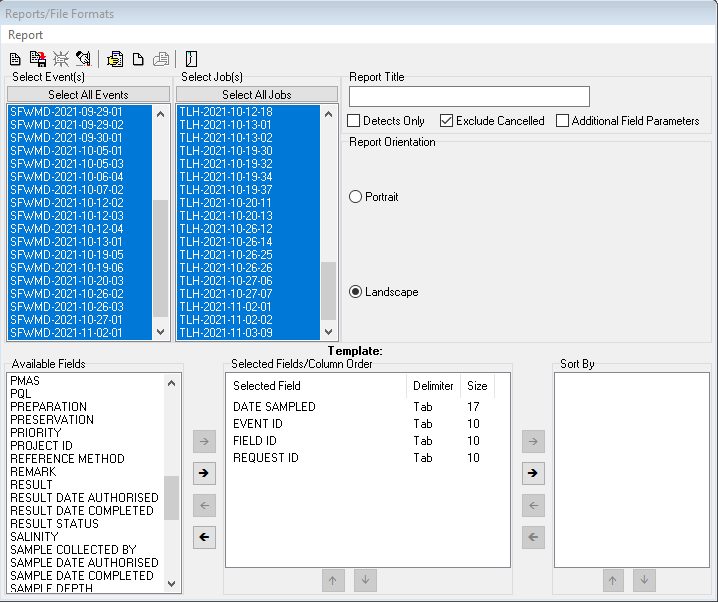 Reports/File Formats
Report
Select Event(s)
Select All Events
SFWMD-2021-09-29-01
SFWMD-2021-09-29-02
SFWMD-2021-09-30-01
SFWMD-2021-10-05-01
SFWMD-2021-10-05-03
SFWMD-2021-10-06-04
SFWMD-2021-10-07-02
SFWMD-2021-10-12-02
SFWMD-2021-10-12-03
SFWMD-2021-10-12-04
SFWMD-2021-10-13-01
SFWMD-2021-10-19-05
SFWMD-2021-10-19-06
SFWMD-2021-10-20-03
SFWMD-2021-10-26-02
SFWMD-2021-10-26-03
SFWMD-2021-10-27-01
SFWMD-2021-11-02-01
Select Job(s)
Select All Jobs
TLH-2021-10-12-18
TLH-2021-10-13-01
TLH-2021-10-13-02
TLH-2021-10-19-30
TLH-2021-10-19-32
TLH-2021-10-19-34
TLH-2021-10-19-37
TLH-2021-10-20-11
TLH-2021-10-20-13
TLH-2021-10-26-12
TLH-2021-10-26-14
TLH-2021-10-26-25
TLH-2021-10-26-26
TLH-2021-10-27-06
TLH-2021-10-27-07
TLH-2021-11-02-01
TLH-2021-11-02-02
TLH-2021-11-03-09
Report Title
Detects Only Exclude Cancelled Additional Field Parameters
Report Orientation
Portrait
Landscape
Template:
Available Fields
PMAS
PQL
PREPARATION
PRESERVATION
PRIORITY
PROJECT ID
REFERENCE METHOD
REMARK
RESULT
RESULT DATE AUTHORISED
RESULT DATE COMPLETED
RESULT STATUS
SALINITY
SAMPLE COLLECTED BY
SAMPLE DATE AUTHORISED
SAMPLE DATE COMPLETED
SAMPLE DEPTH
Selected Fields/Column Order
Selected Field Delimiter Size
DATE SAMPLED Tab 17
EVENT ID Tab 10
FIELD ID Tab 10
REQUEST ID Tab 10
Sort By